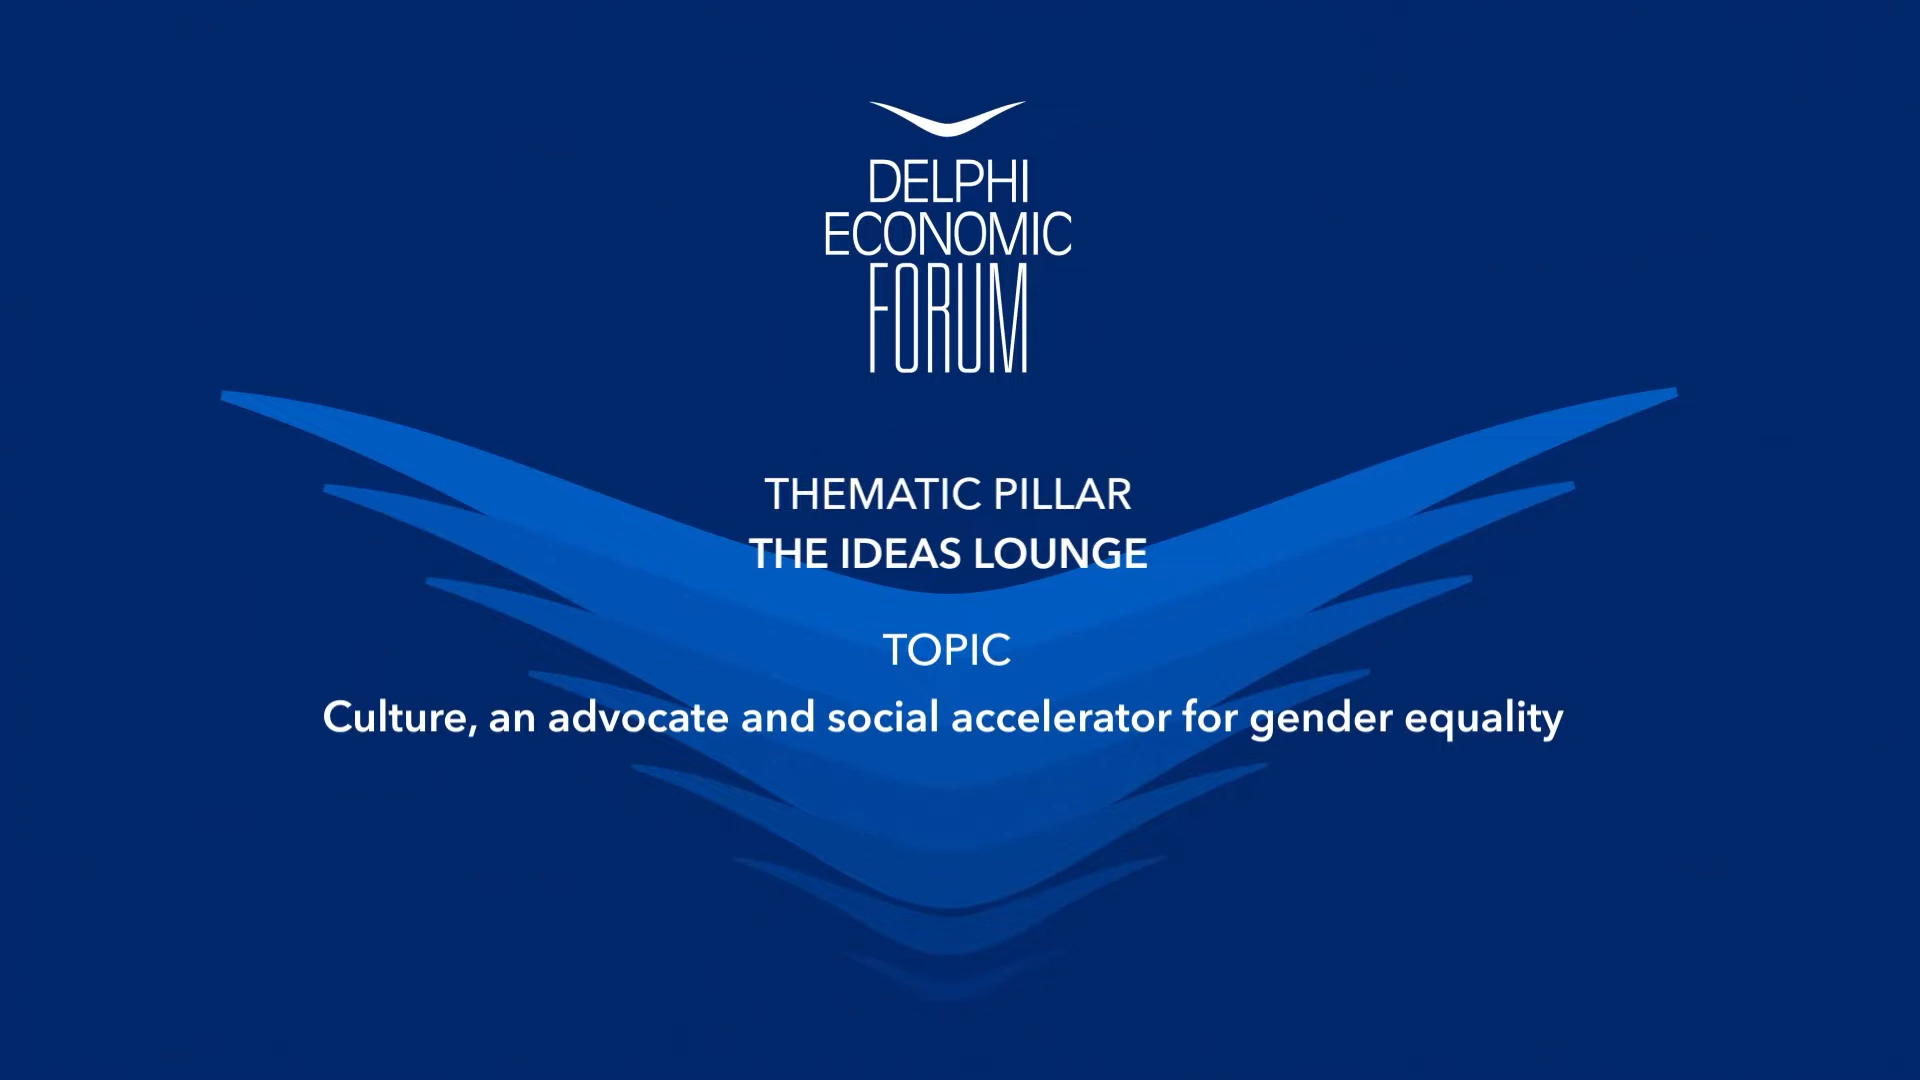 DELPHI
ECONOMIC
FORUM
THEMATIC PILLAR
THE IDEAS LOUNGE
TOPIC
Culture, an advocate and social accelerator for gender equality